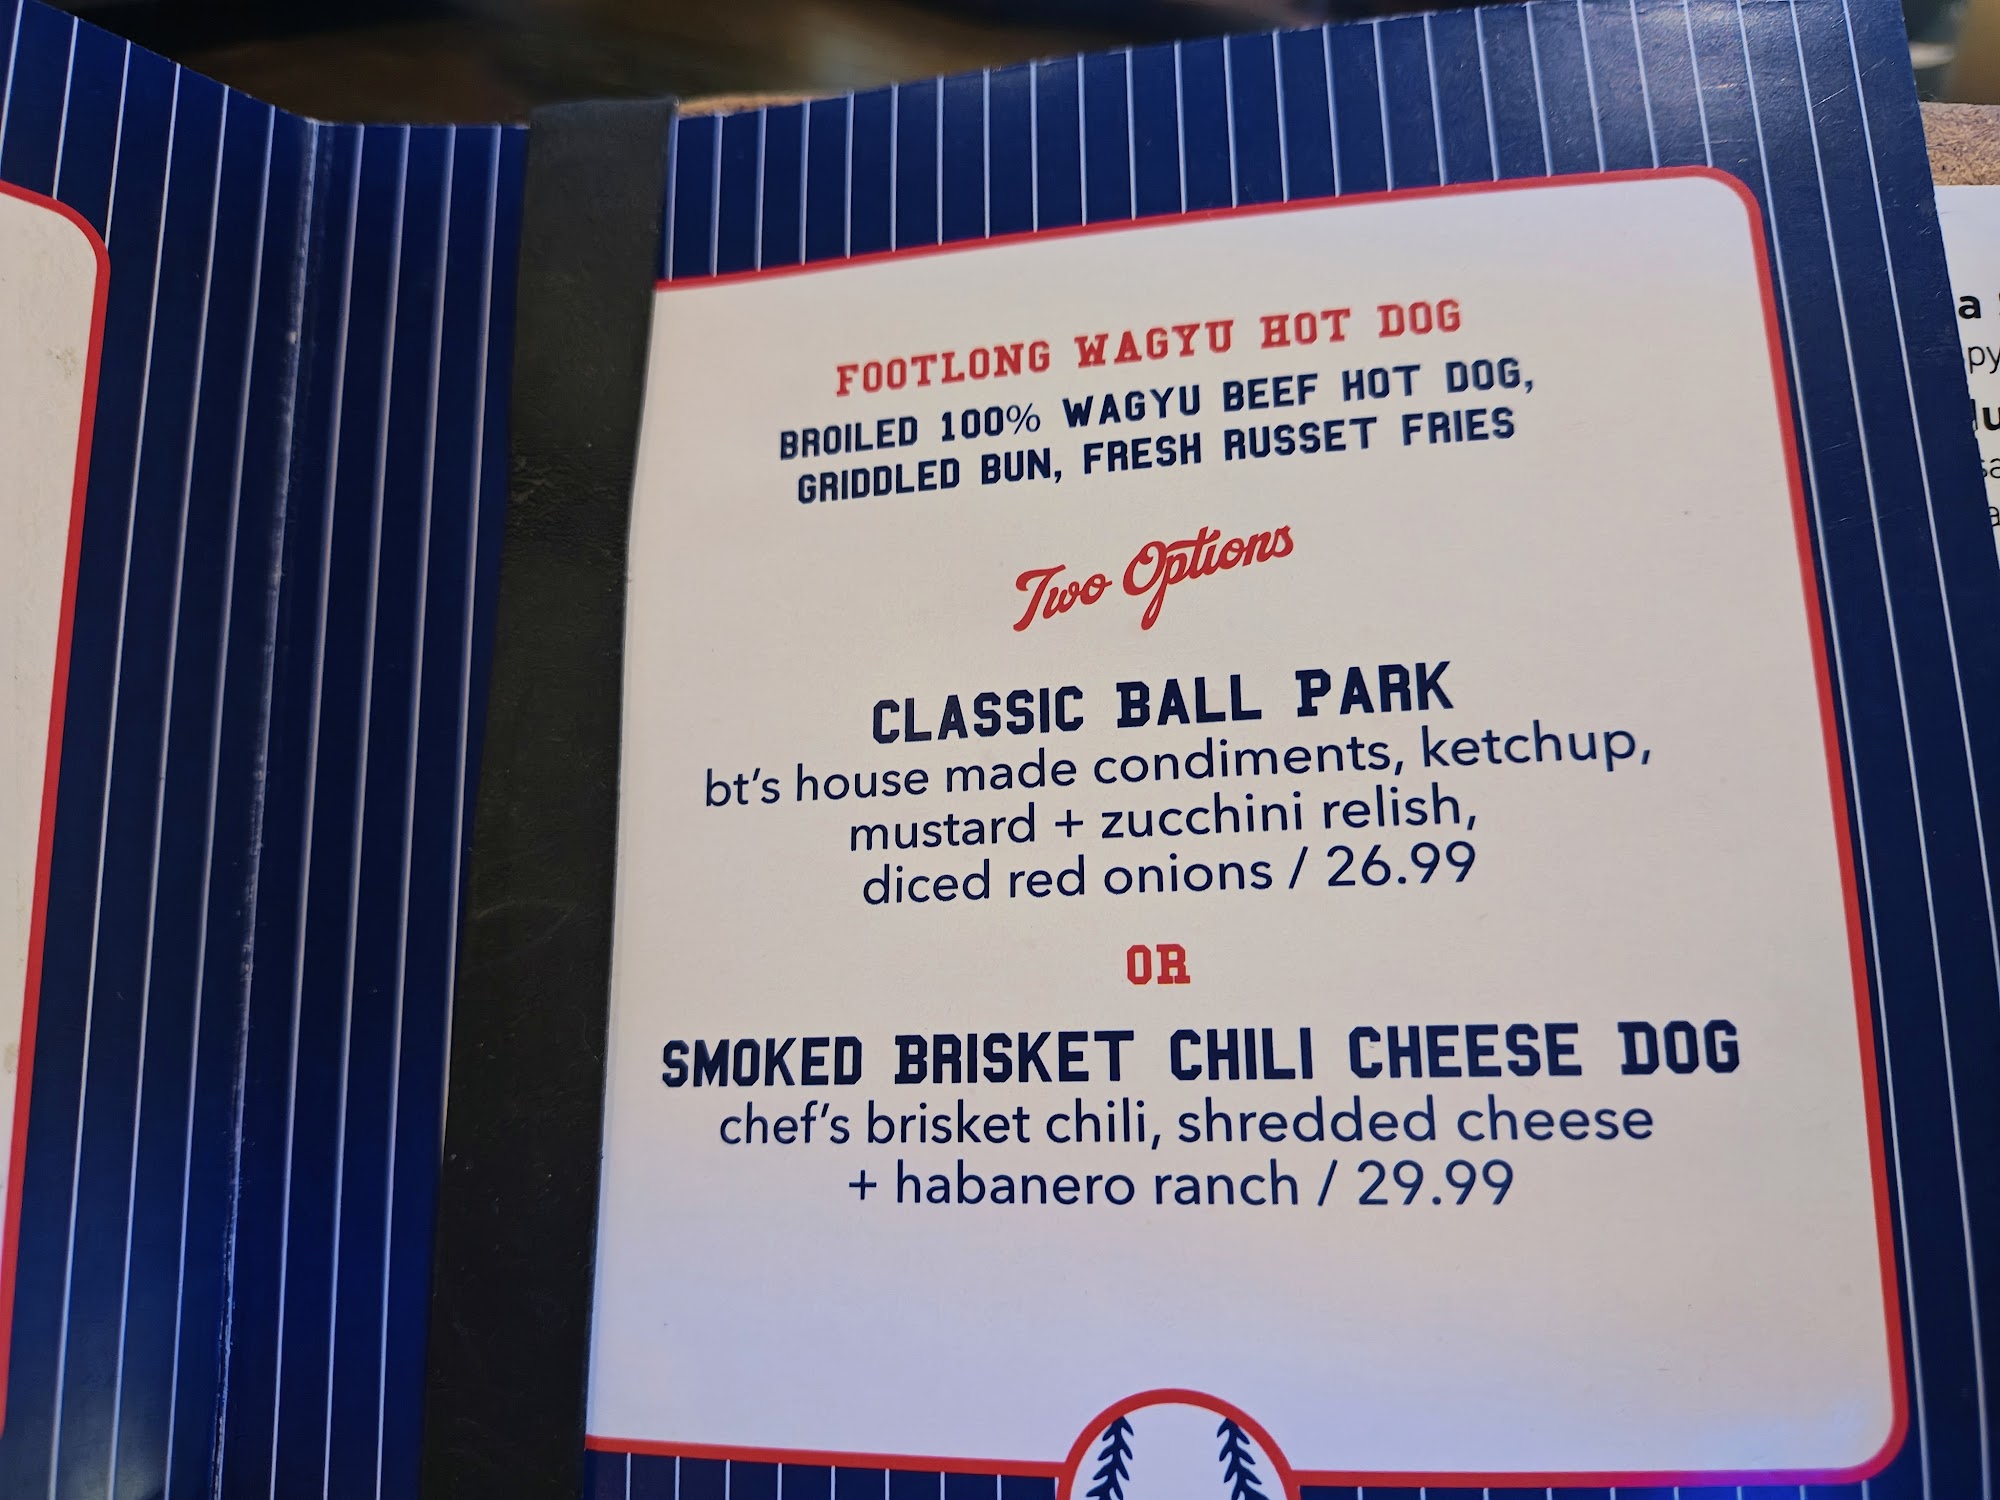 FOOTLONG WAGYU HOT DOG
BROILED 100% WAGYU BEEF HOT DOG,
GRIDDLED BUN, FRESH RUSSET FRIES
Two Options
CLASSIC BALL PARK
bt's house made condiments, ketchup,
mustard + zucchini relish,
diced red onions / 26.99
OR
SMOKED BRISKET CHILI CHEESE DOG
chef's brisket chili, shredded cheese
+ habanero ranch / 29.99